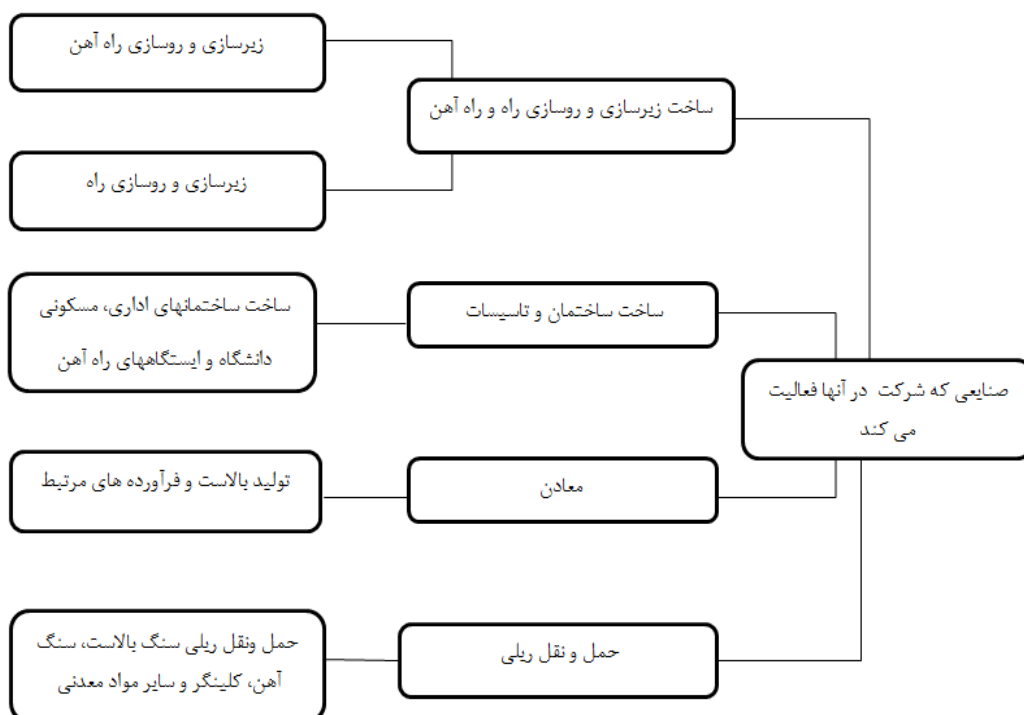 صنایعی که شرکت در آنها فعالیت
می کند
ساخت زیرسازی و روسازی راه و راه آهن
زیرسازی و روسازی راه آهن
زیرسازی و روسازی راه
ساخت ساختمان و تاسیسات
ساخت ساختمانهای اداری، مسکونی
دانشگاه و ایستگاههای راه آهن
معادن
تولید بالاست و فرآورده های مرتبط
حمل و نقل ریلی
حمل ونقل ریلی سنگ بالاست، سنگ
آهن، کلینگر و سایر مواد معدنی